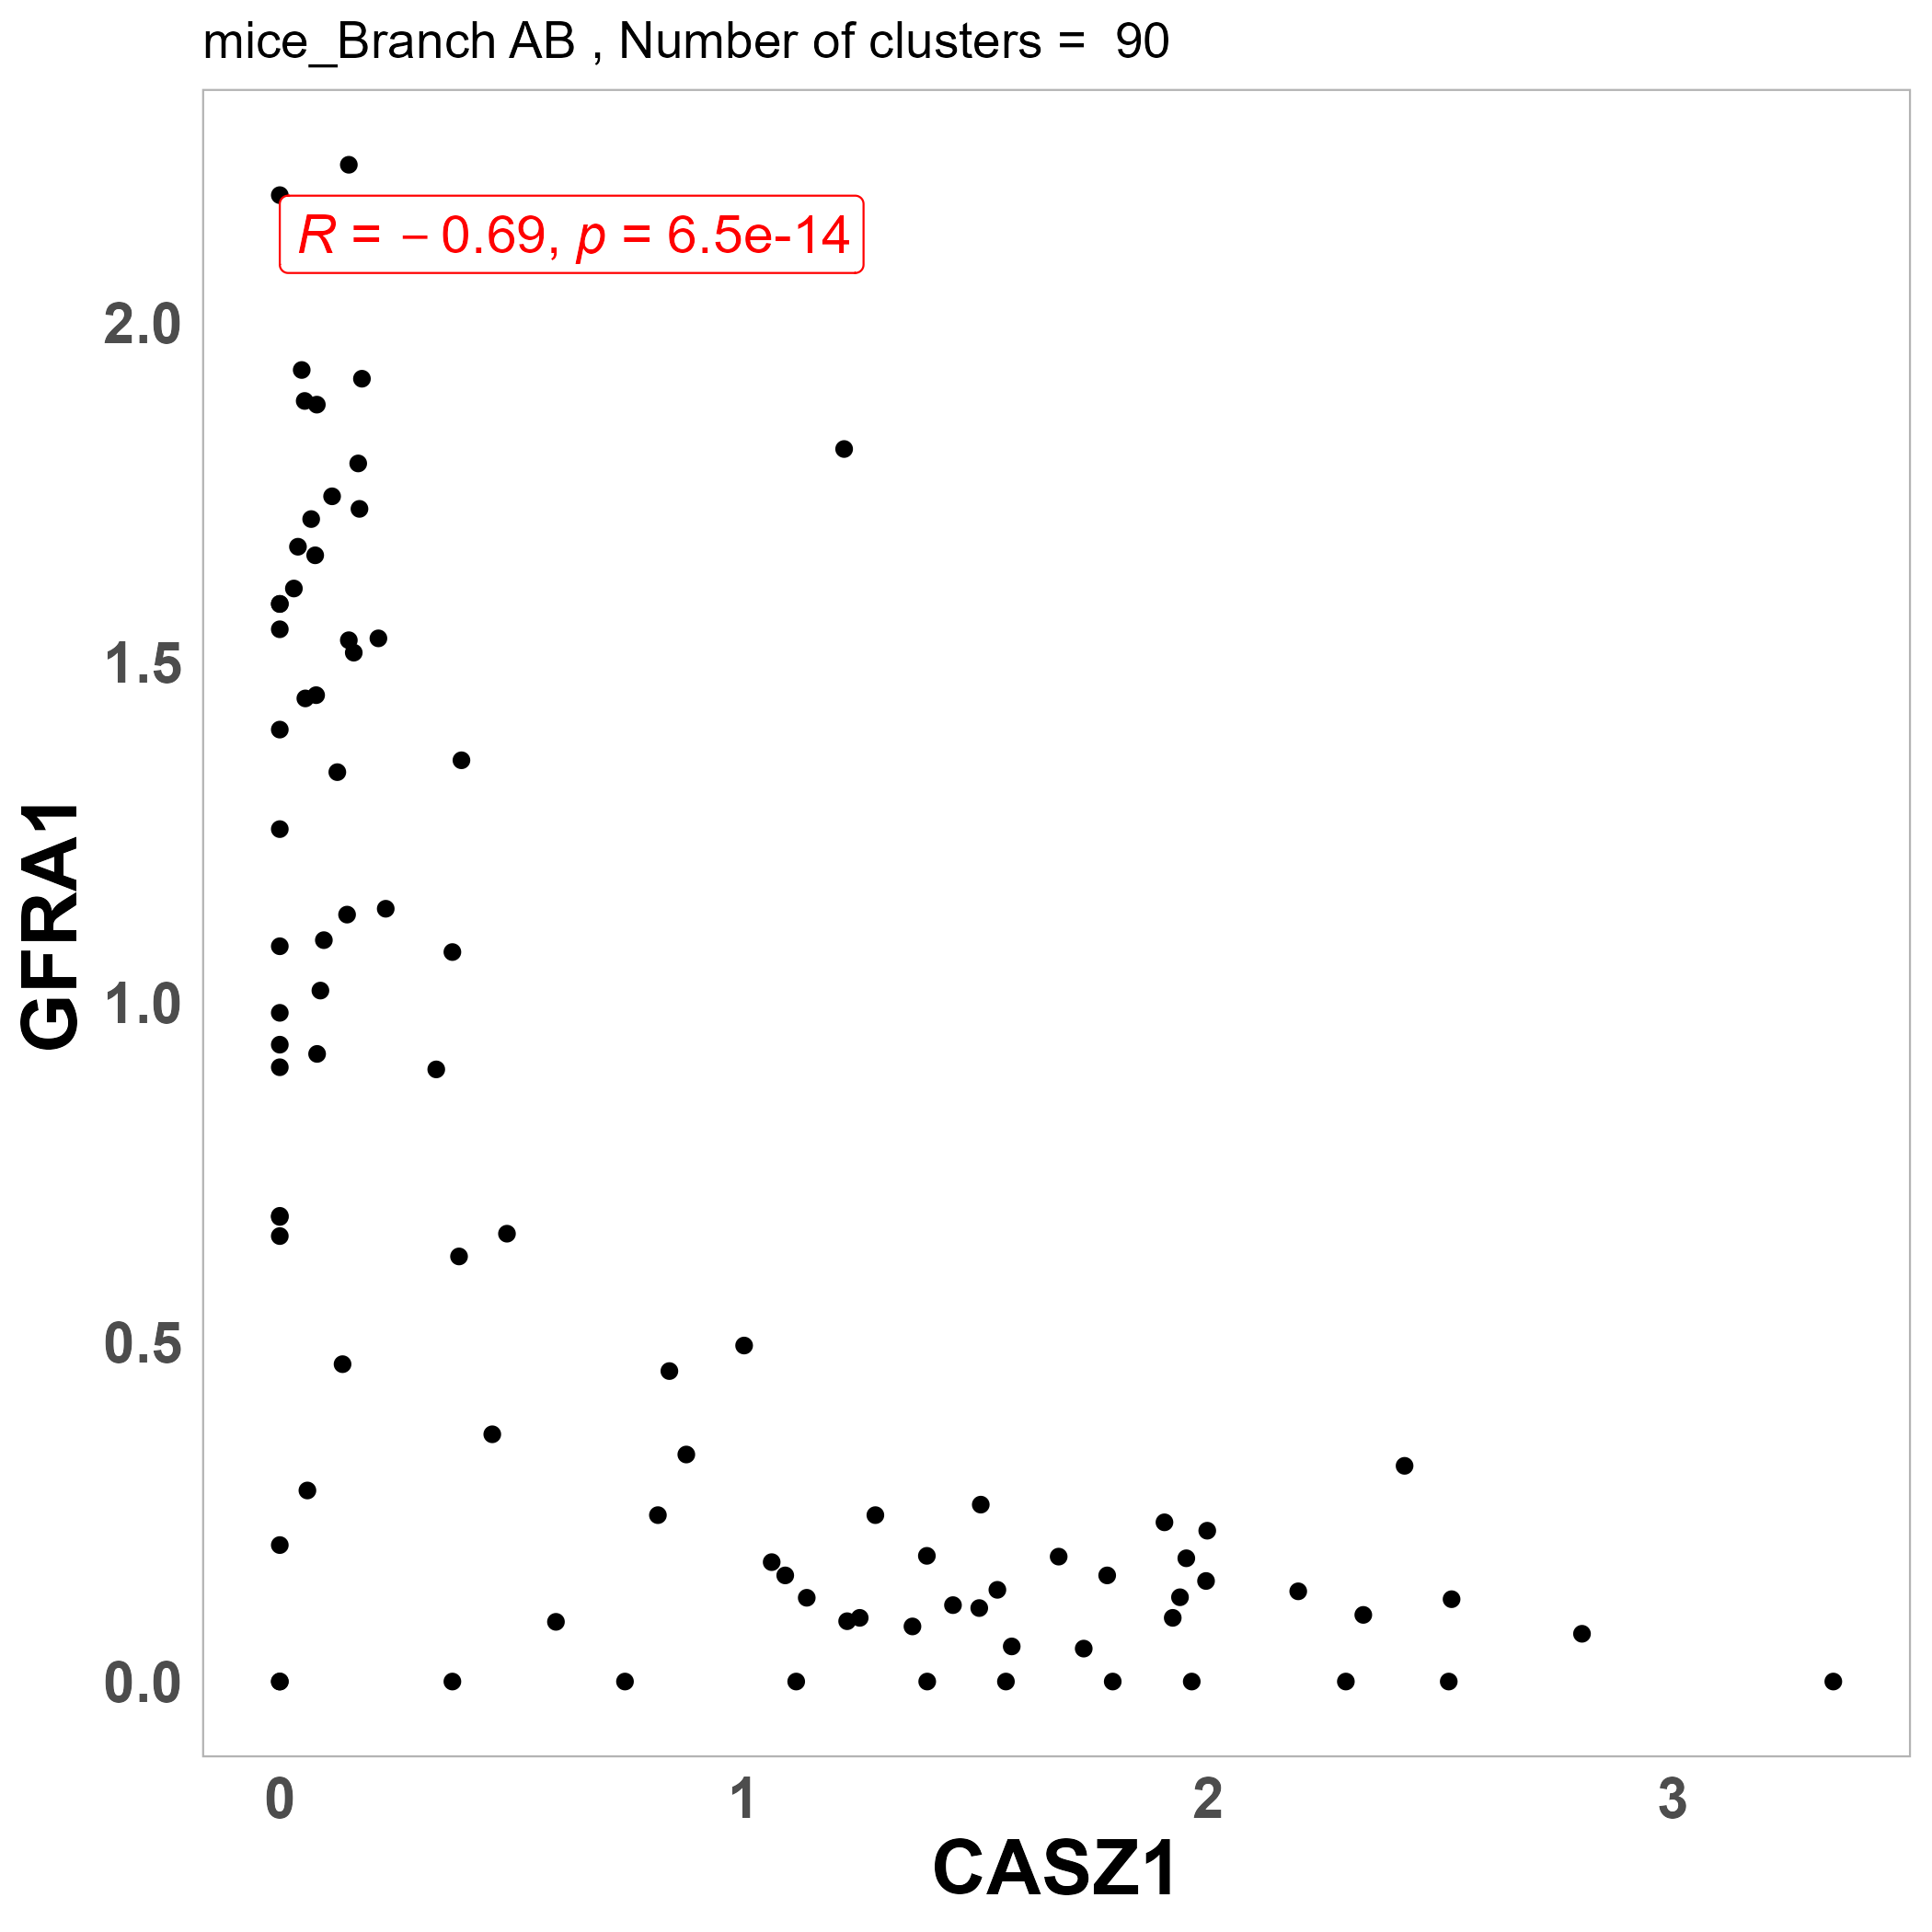 mice_Branch AB , Number of clusters =  90
R = – 0.69, p = 6.5e-14
2.0
1.5
1.0
0.5
0.0
GFRA1
0 1 2 3
CASZ1